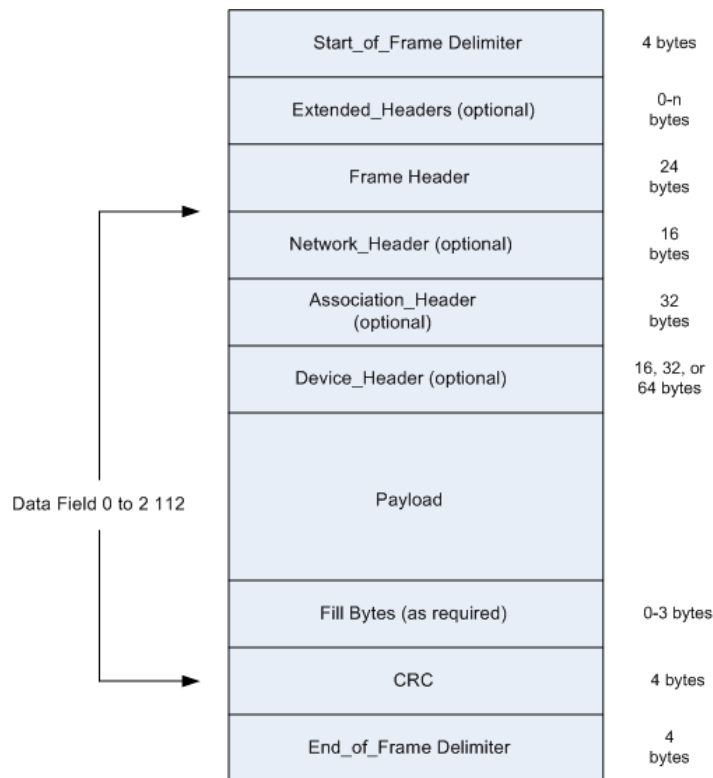 Start_of_Frame Delimiter
4 bytes
Extended_Headers (optional)
0-n
bytes
Frame Header
24
bytes
Network_Header (optional)
16
bytes
Association_Header
(optional)
32
bytes
Device_Header (optional)
16, 32, or
64 bytes
Data Field 0 to 2 112
Payload
Fill Bytes (as required)
0-3 bytes
CRC
4 bytes
End_of_Frame Delimiter
4
bytes